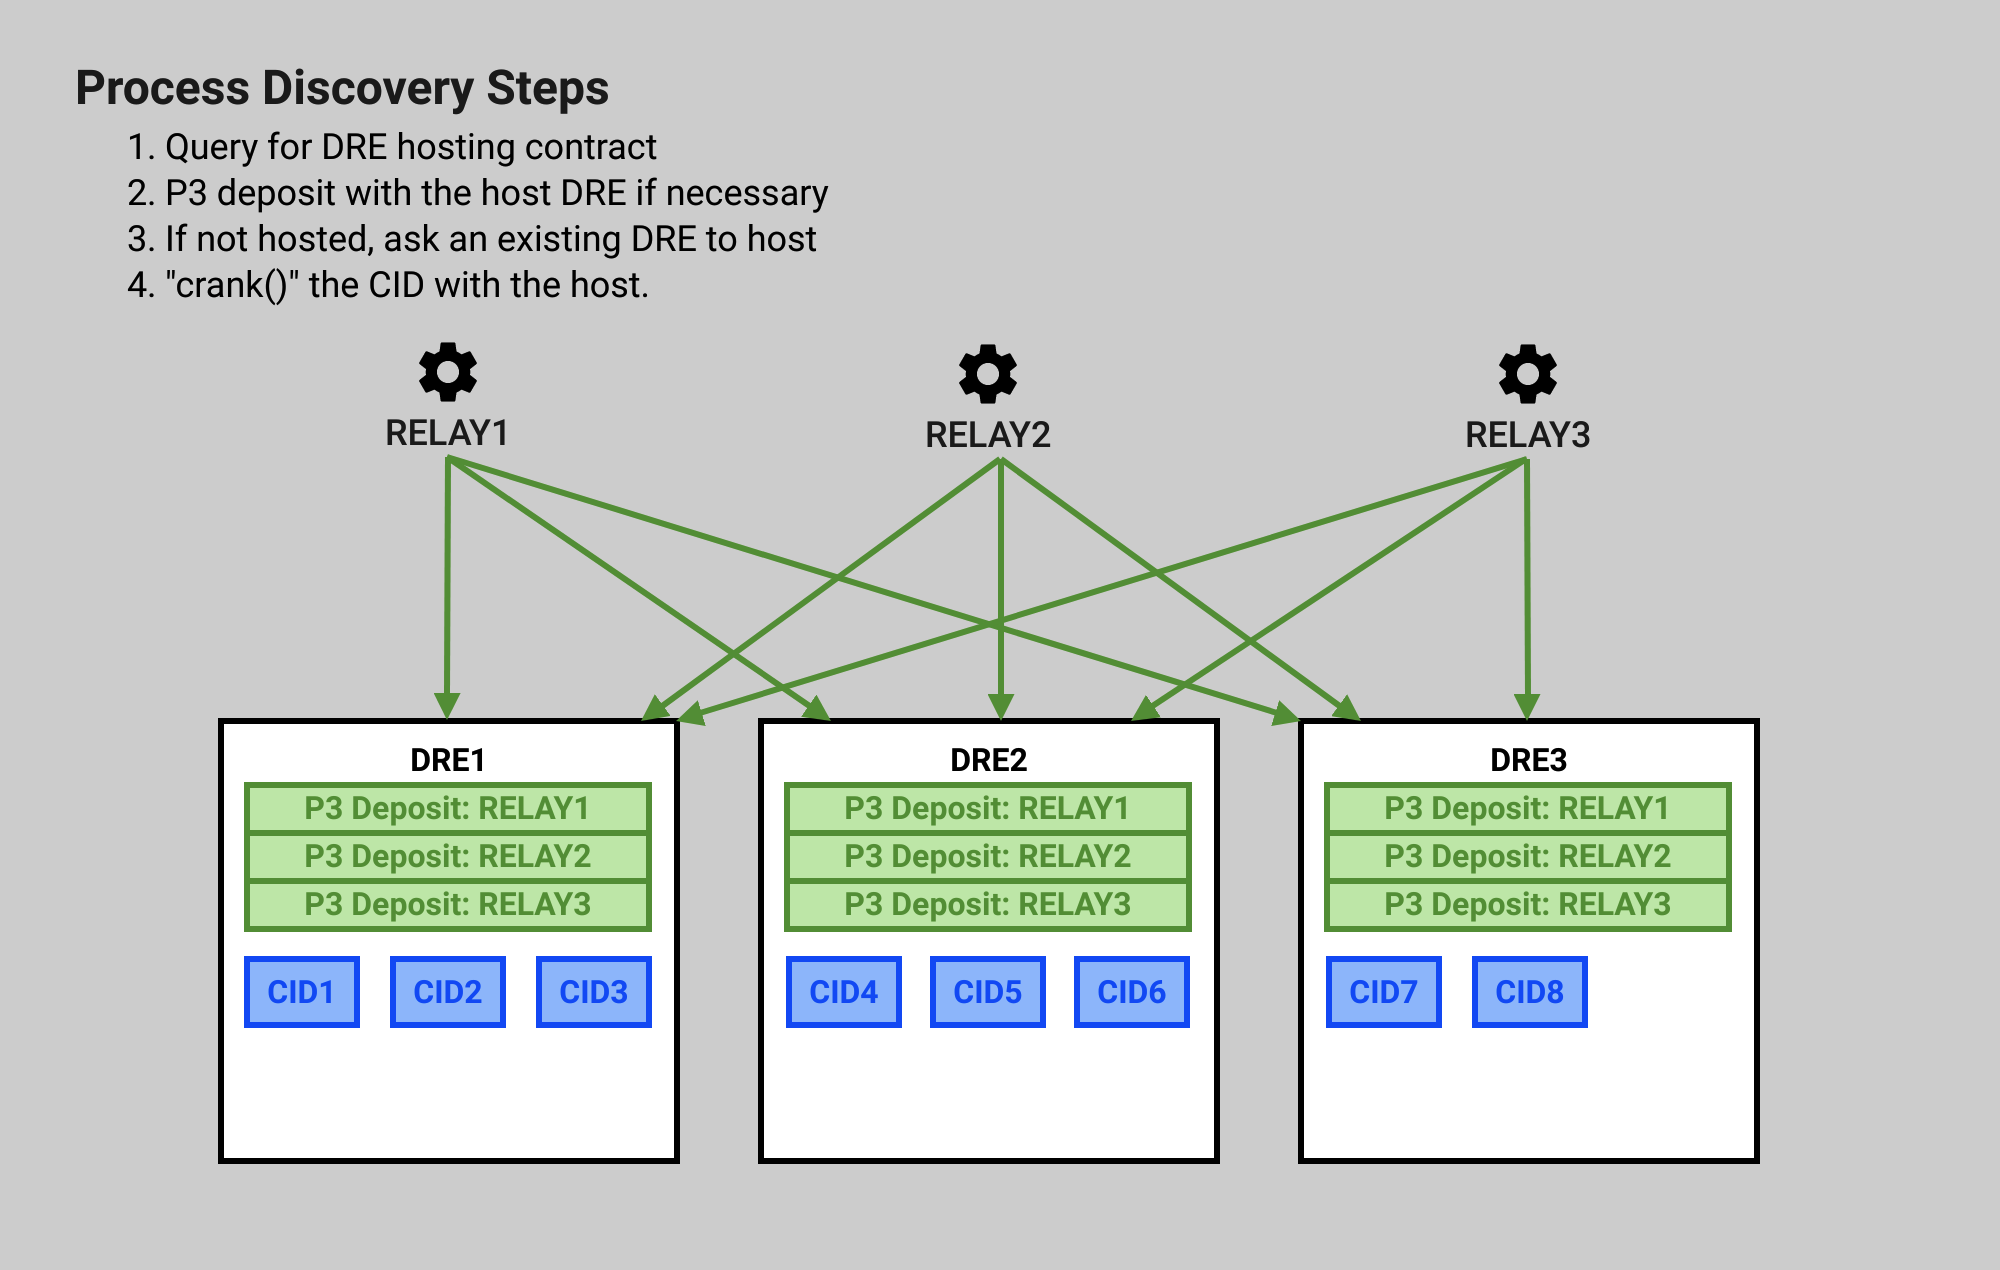 Process Discovery Steps
1. Query for DRE hosting contract
2. P3 deposit with the host DRE if necessary
3. If not hosted, ask an existing DRE to host
4. "crank()" the CID with the host.
RELAY1
RELAY2
RELAY3
DRE1
P3 Deposit: RELAY1
P3 Deposit: RELAY2
P3 Deposit: RELAY3
CID1 CID2 CID3
DRE2
P3 Deposit: RELAY1
P3 Deposit: RELAY2
P3 Deposit: RELAY3
CID4 CID5 CID6
DRE3
P3 Deposit: RELAY1
P3 Deposit: RELAY2
P3 Deposit: RELAY3
CID7 CID8